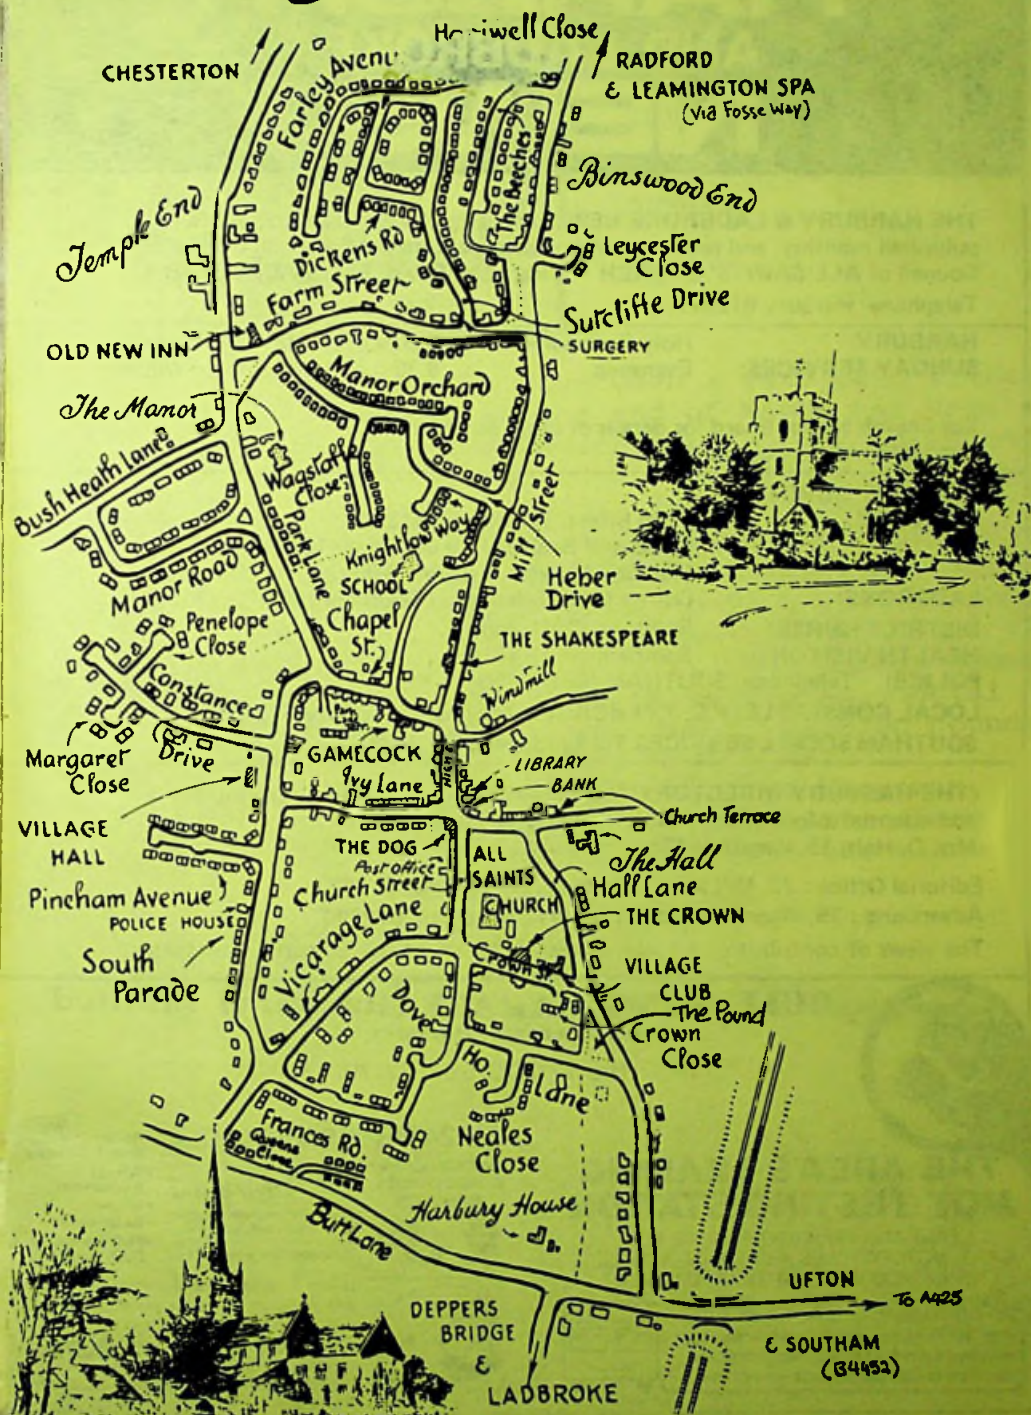 Close
CHESTERTON
RADFORD
& LEAMINGTON SPA
(Via Fosse Way)
Farley
The Beeches
Binswood End
Temple End
Dickens Rd
Leycester
Close
Farm Street
Sutcliffe Drive
OLD NEW INN
SURGERY
Manor Orchard
The Manor
Bush Heath Lane
Wagstaffe
Close
Park Lane
Mill Street
Knightlow Way
SCHOOL
Manor Road
Heber
Drive
Chapel
St.
Penelope
Close
THE SHAKESPEARE
Constance
Drive
Windmill
Margaret
Close
GAMECOCK
HIGH
LIBRARY
Ivy Lane
BANK
Church Terrace
VILLAGE
HALL
THE DOG
Post office
ALL
SAINTS
CHURCH
The Hall
Hall Lane
Pincham Avenue
Church Street
POLICE HOUSE
THE CROWN
Vicarage Lane
Crown St.
South
Parade
VILLAGE
CLUB
The Pound
Dove
Ho.
Lane
Crown
Close
Frances Rd.
Queens
Close
Neales
Close
Harbury House
Butt Lane
UFTON
To A425
DEPPERS
BRIDGE
&
LADBROKE
& SOUTHAM
(B4452)